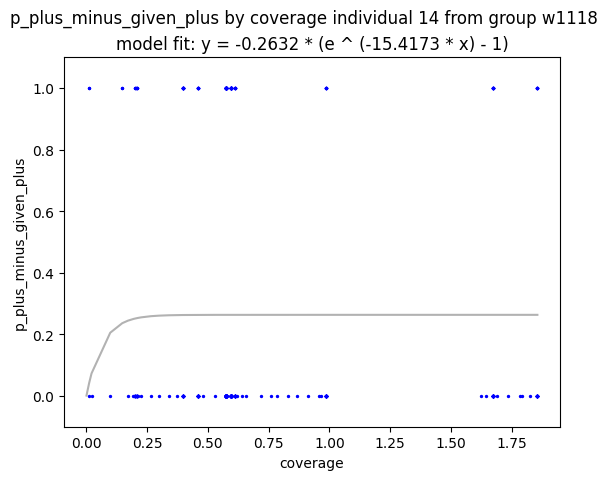 p_plus_minus_given_plus by coverage individual 14 from group w1118
model fit: y = -0.2632 * (e ^ (-15.4173 * x) - 1)
1.0
0.8
0.6
0.4
0.2
0.0
p_plus_minus_given_plus
0.00 0.25 0.50 0.75 1.00 1.25 1.50 1.75
coverage